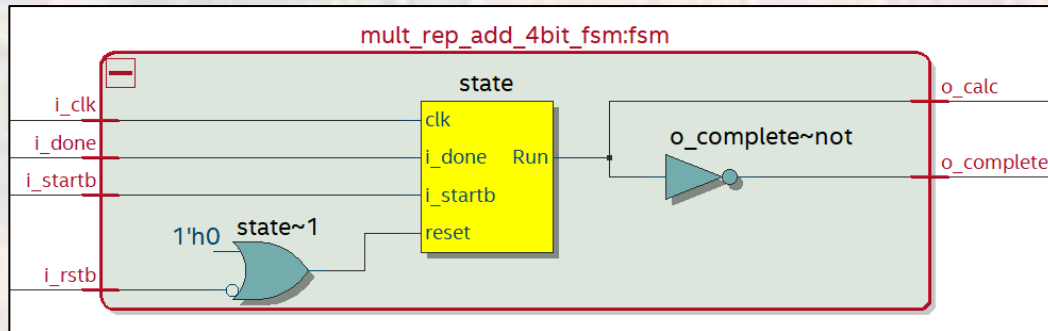 mult_rep_add_4bit_fsm:fsm
state
i_clk
clk
o_calc
i_done
i_done
Run
o_complete~not
o_complete
i_startb
i_startb
1'h0
state~1
reset
i_rstb